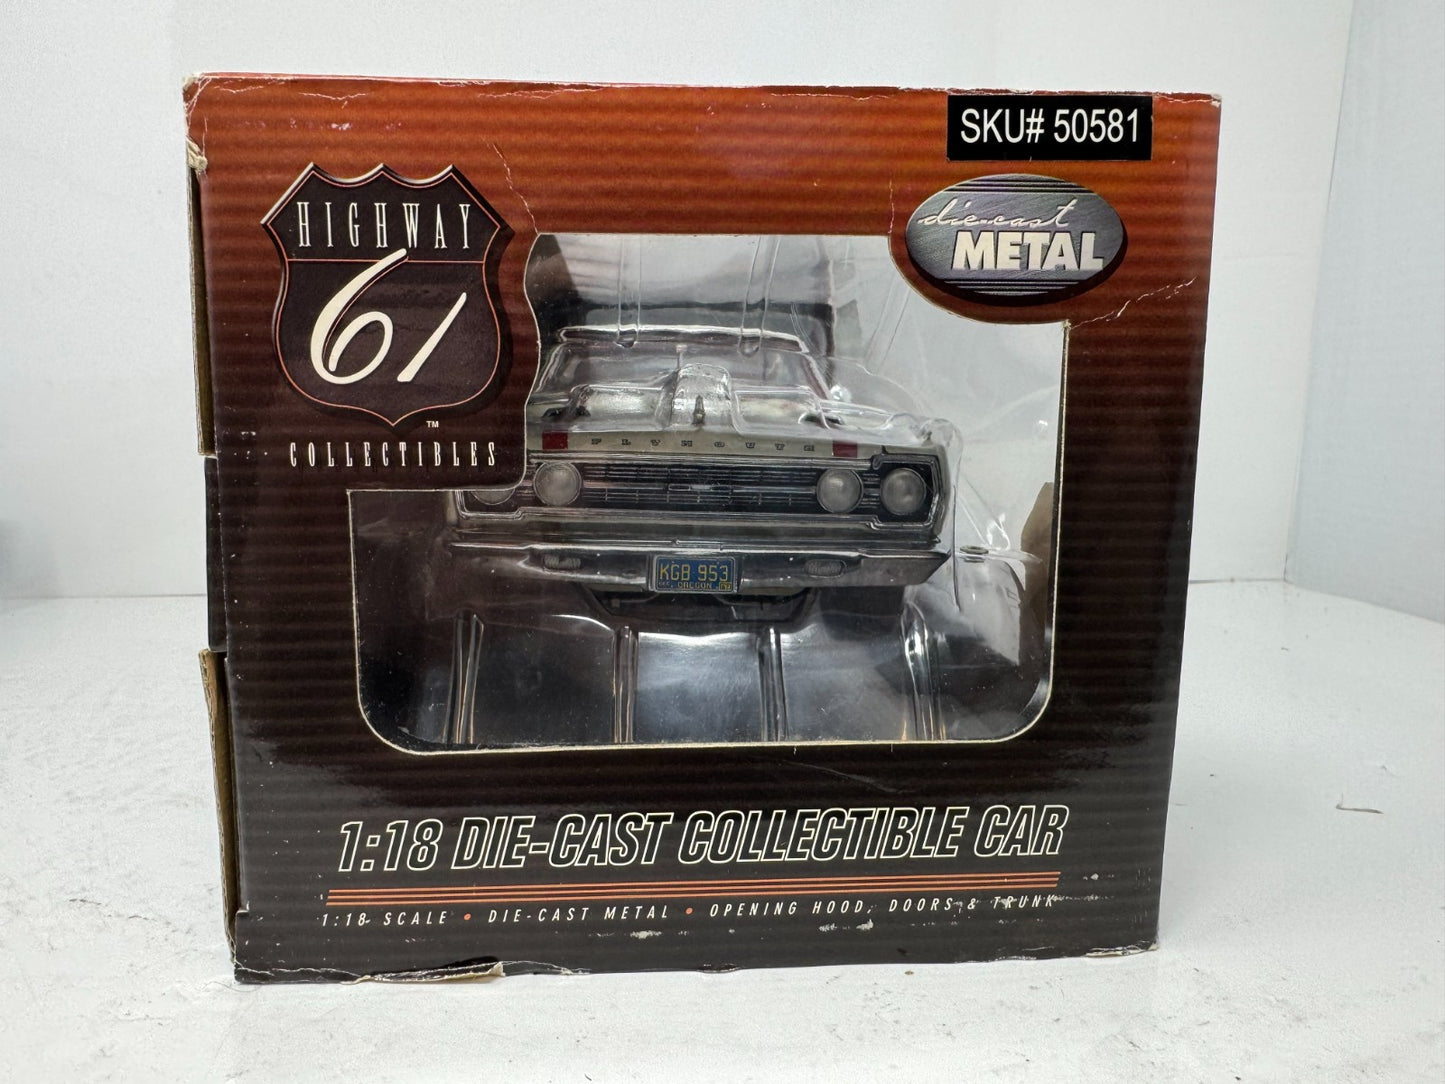 SKU# 50581
HIGHWAY
61
™
COLLECTIBLES
die-cast
METAL
PLYMOUTH
KGB 953
OREGON
1:18 DIE-CAST COLLECTIBLE CAR
1:18 SCALE • DIE-CAST METAL • OPENING HOOD, DOORS & TRUNK